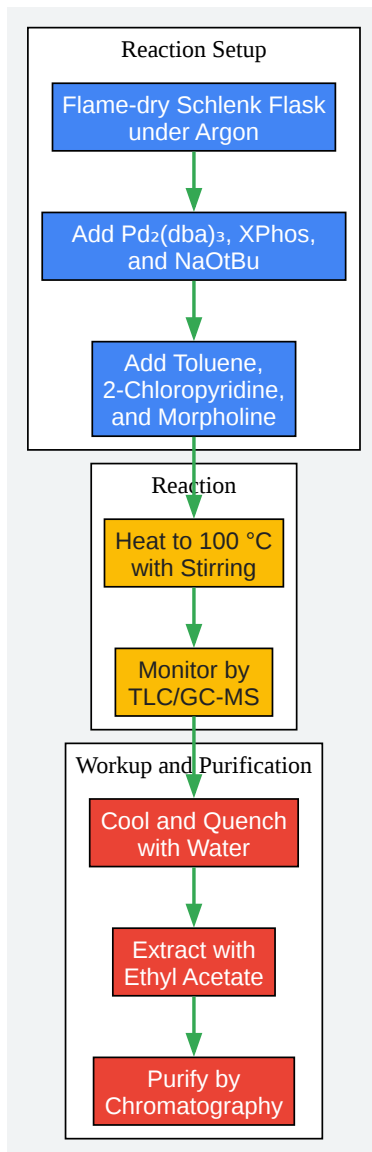 Reaction Setup
Flame-dry Schlenk Flask
under Argon
Add Pd₂(dba)₃, XPhos,
and NaOtBu
Add Toluene,
2-Chloropyridine,
and Morpholine
Reaction
Heat to 100 °C
with Stirring
Monitor by
TLC/GC-MS
Workup and Purification
Cool and Quench
with Water
Extract with
Ethyl Acetate
Purify by
Chromatography